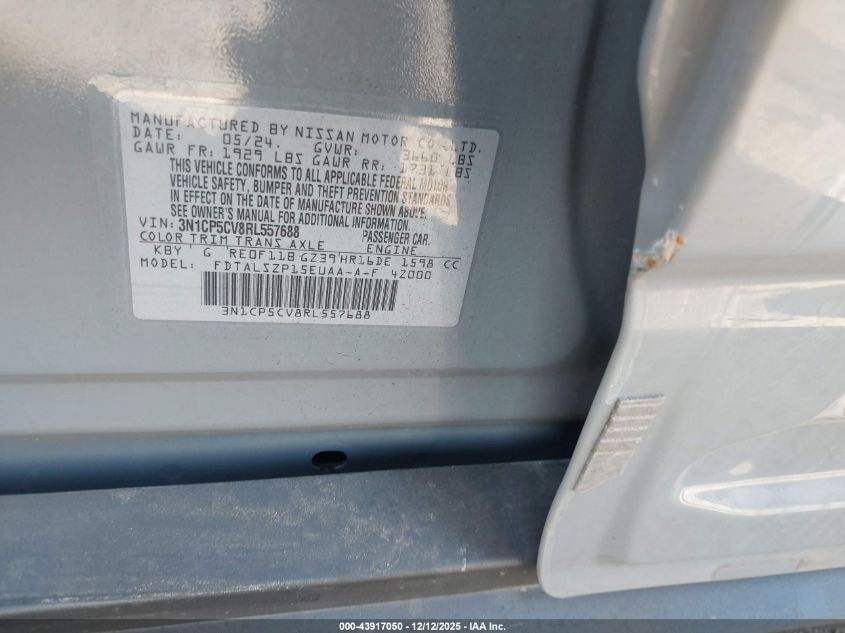 MANUFACTURED BY NISSAN MOTOR CO.,LTD.
DATE: 05/24. GVWR: 3660 LBS
GAWR FR: 1929 LBS GAWR RR: 1731 LBS
THIS VEHICLE CONFORMS TO ALL APPLICABLE FEDERAL MOTOR
VEHICLE SAFETY, BUMPER AND THEFT PREVENTION STANDARDS
IN EFFECT ON THE DATE OF MANUFACTURE SHOWN ABOVE.
SEE OWNER'S MANUAL FOR ADDITIONAL INFORMATION.
VIN: 3N1CP5CV8RL557688 PASSENGER CAR.
COLOR TRIM TRANS AXLE ENGINE
KBY G RE0F11B GZ39 HR16DE 1598 CC
MODEL: FDTALSZP15EUAA-A-F 42000
3N1CP5CV8RL557688
000-43917050 - 12/12/2025 - IAA Inc.